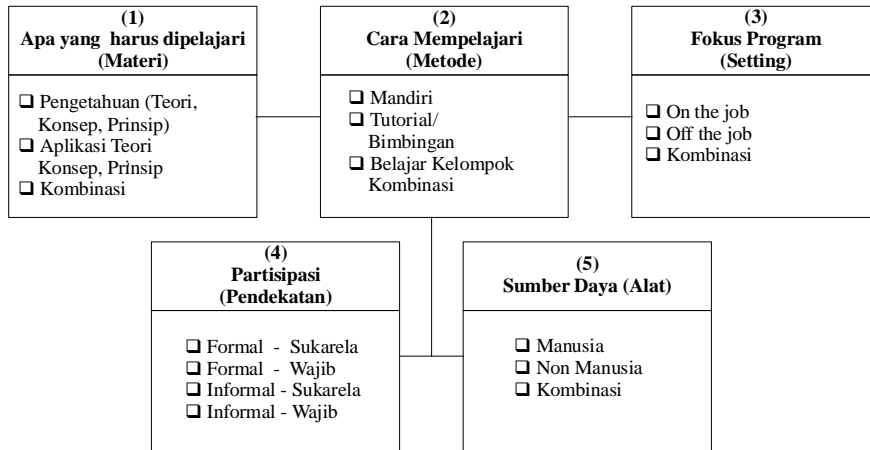 (1)
Apa yang harus dipelajari
(Materi)
❑ Pengetahuan (Teori,
Konsep, Prinsip)
❑ Aplikasi Teori
Konsep, Prinsip
❑ Kombinasi
(2)
Cara Mempelajari
(Metode)
❑ Mandiri
❑ Tutorial/
Bimbingan
❑ Belajar Kelompok
Kombinasi
(3)
Fokus Program
(Setting)
❑ On the job
❑ Off the job
❑ Kombinasi
(4)
Partisipasi
(Pendekatan)
❑ Formal - Sukarela
❑ Formal - Wajib
❑ Informal - Sukarela
❑ Informal - Wajib
(5)
Sumber Daya (Alat)
❑ Manusia
❑ Non Manusia
❑ Kombinasi